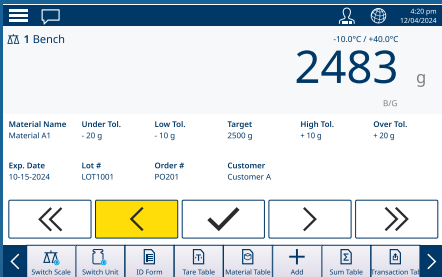 4:20 pm
12/04/2024
1 Bench
-10.0°C / +40.0°C
2483 g
B/G
Material Name Under Tol. Low Tol. Target High Tol. Over Tol.
Material A1 - 20 g - 10 g 2500 g + 10 g + 20 g
Exp. Date Lot # Order # Customer
10-15-2024 LOT1001 PO201 Customer A
Switch Scale Switch Unit ID Form Tare Table Material Table Add Sum Table Transaction Tab